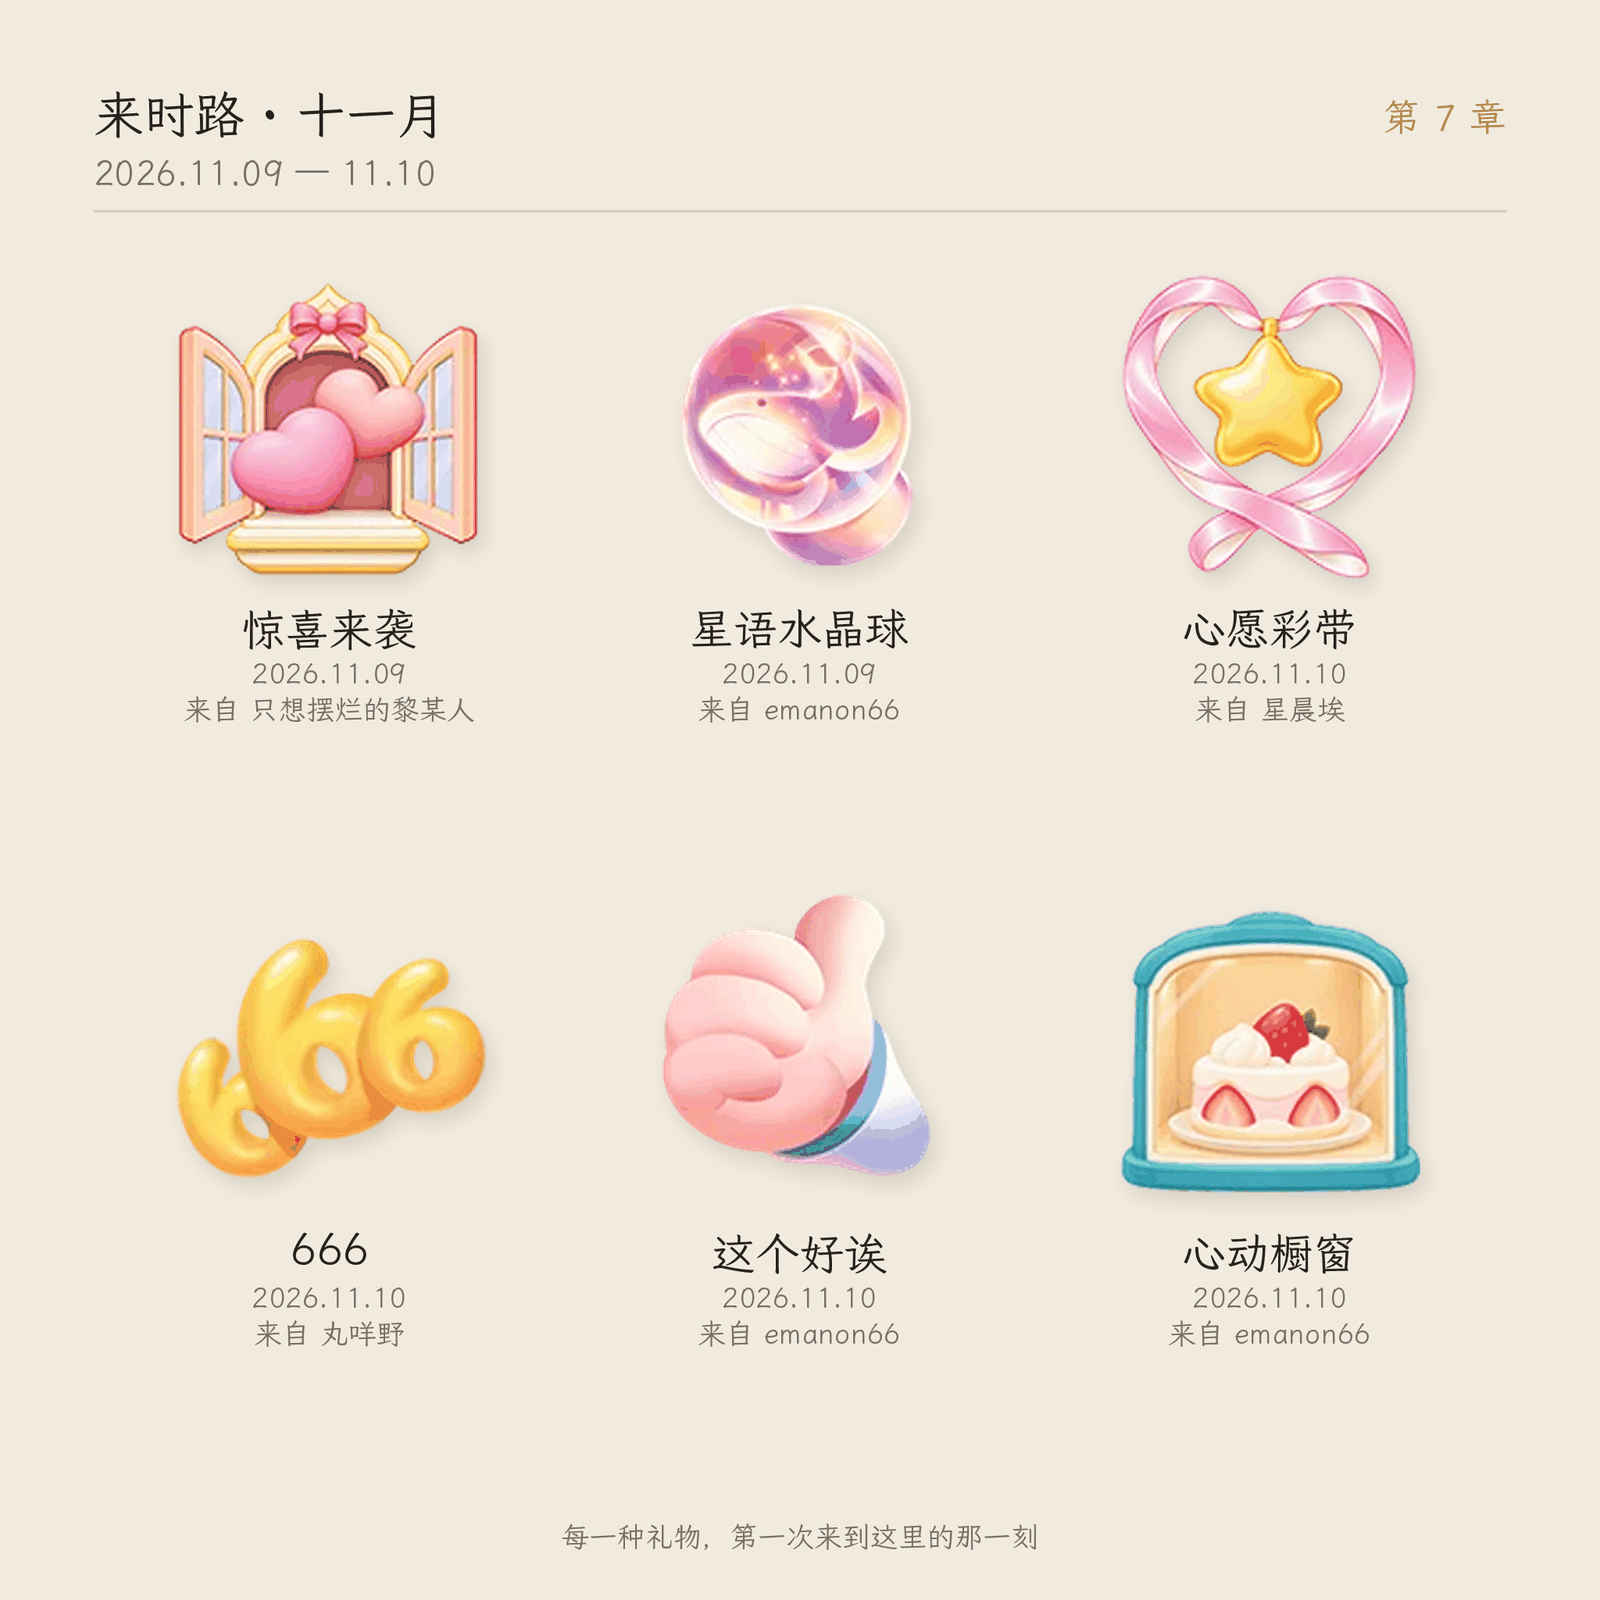 来时路·十一月
第 7 章
2026.11.09 — 11.10
惊喜来袭
2026.11.09
来自 只想摆烂的黎某人
星语水晶球
2026.11.09
来自 emanon66
心愿彩带
2026.11.10
来自 星晨埃
666
2026.11.10
来自 丸咩野
这个好诶
2026.11.10
来自 emanon66
心动橱窗
2026.11.10
来自 emanon66
每一种礼物，第一次来到这里的那一刻